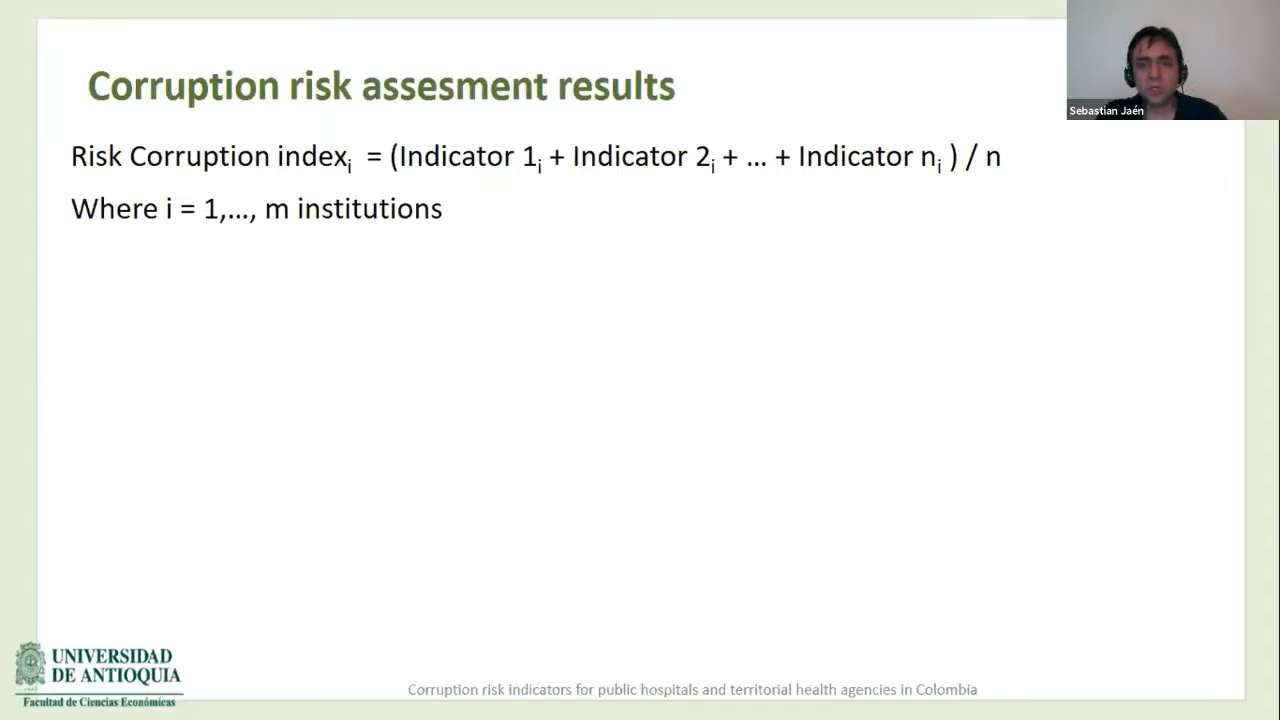 Corruption risk assesment results
Sebastian Jaén
Risk Corruption indexi = (Indicator 1i + Indicator 2i + ... + Indicator ni ) / n
Where i = 1,..., m institutions
UNIVERSIDAD
DE ANTIOQUIA
Facultad de Ciencias Económicas
Corruption risk indicators for public hospitals and territorial health agencies in Colombia